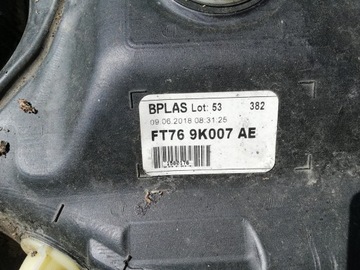 BPLAS Lot: 53 382
09.06.2018 08:31:25
FT76 9K007 AE